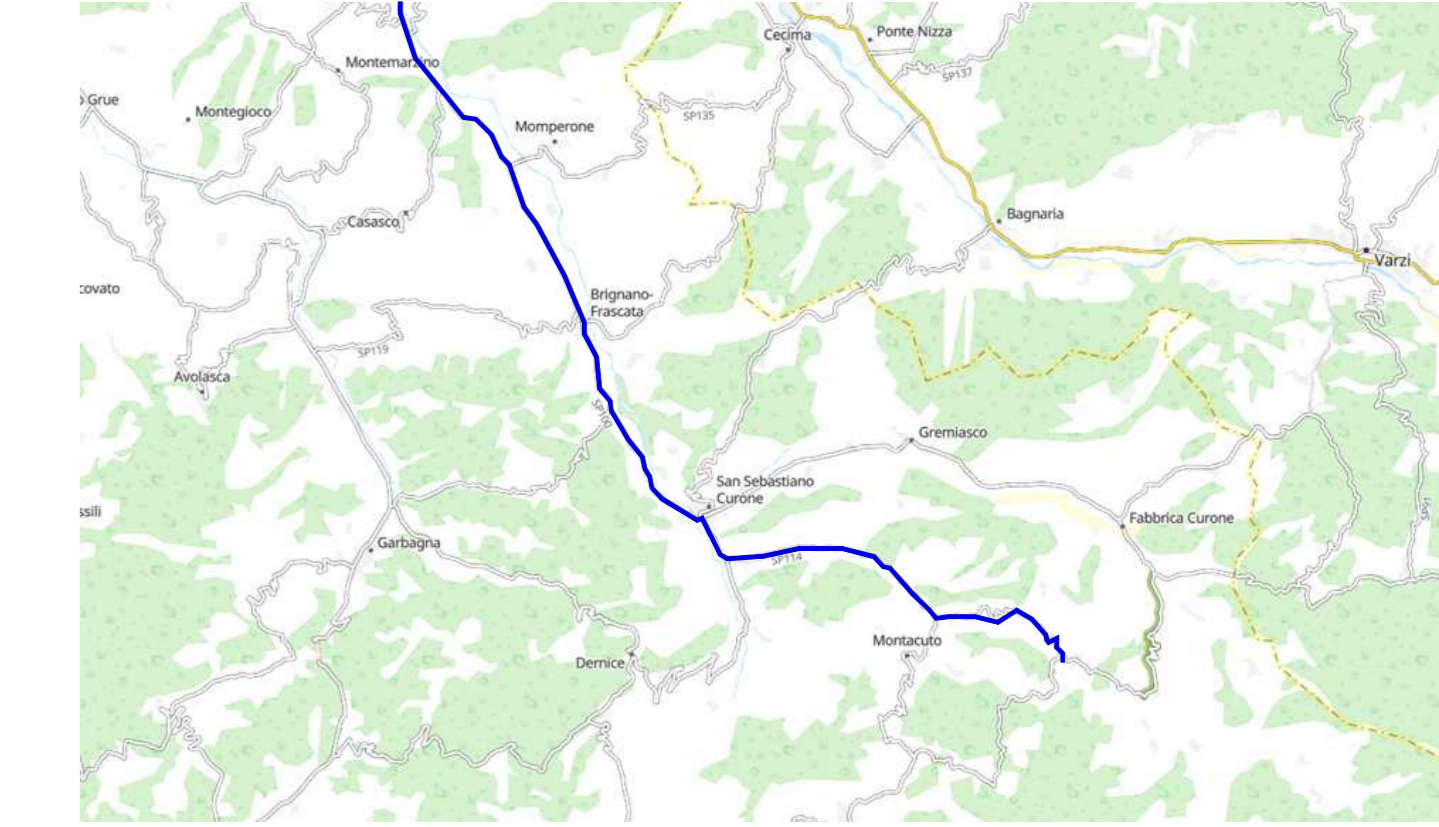 Cecima
Ponte Nizza
Montemarzino
SP137
Grue
Montegioco
SP135
Momperone
Casasco
Bagnaria
Varzi
covato
Brignano-
Frascata
SP119
Avolasca
SP100
Gremiasco
San Sebastiano
Curone
SP91
ssili
Fabbrica Curone
Garbagna
SP114
Montacuto
Dernice